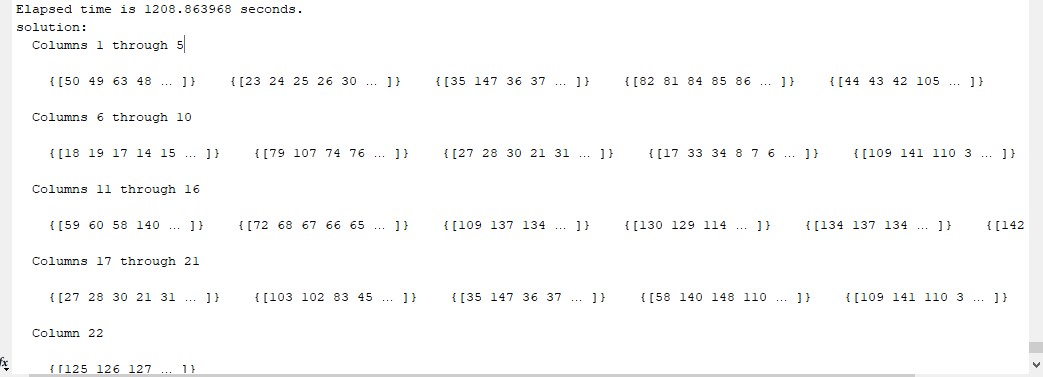 Elapsed time is 1208.863968 seconds.
solution:
Columns 1 through 5
{[50 49 63 48 … ]} {[23 24 25 26 30 … ]} {[35 147 36 37 … ]} {[82 81 84 85 86 … ]} {[44 43 42 105 … ]}
Columns 6 through 10
{[18 19 17 14 15 … ]} {[79 107 74 76 … ]} {[27 28 30 21 31 … ]} {[17 33 34 8 7 6 … ]} {[109 141 110 3 … ]}
Columns 11 through 16
{[59 60 58 140 … ]} {[72 68 67 66 65 … ]} {[109 137 134 … ]} {[130 129 114 … ]} {[134 137 134 … ]} {[142
Columns 17 through 21
{[27 28 30 21 31 … ]} {[103 102 83 45 … ]} {[35 147 36 37 … ]} {[58 140 148 110 … ]} {[109 141 110 3 … ]}
Column 22
fx
{[125 126 127 … ]}